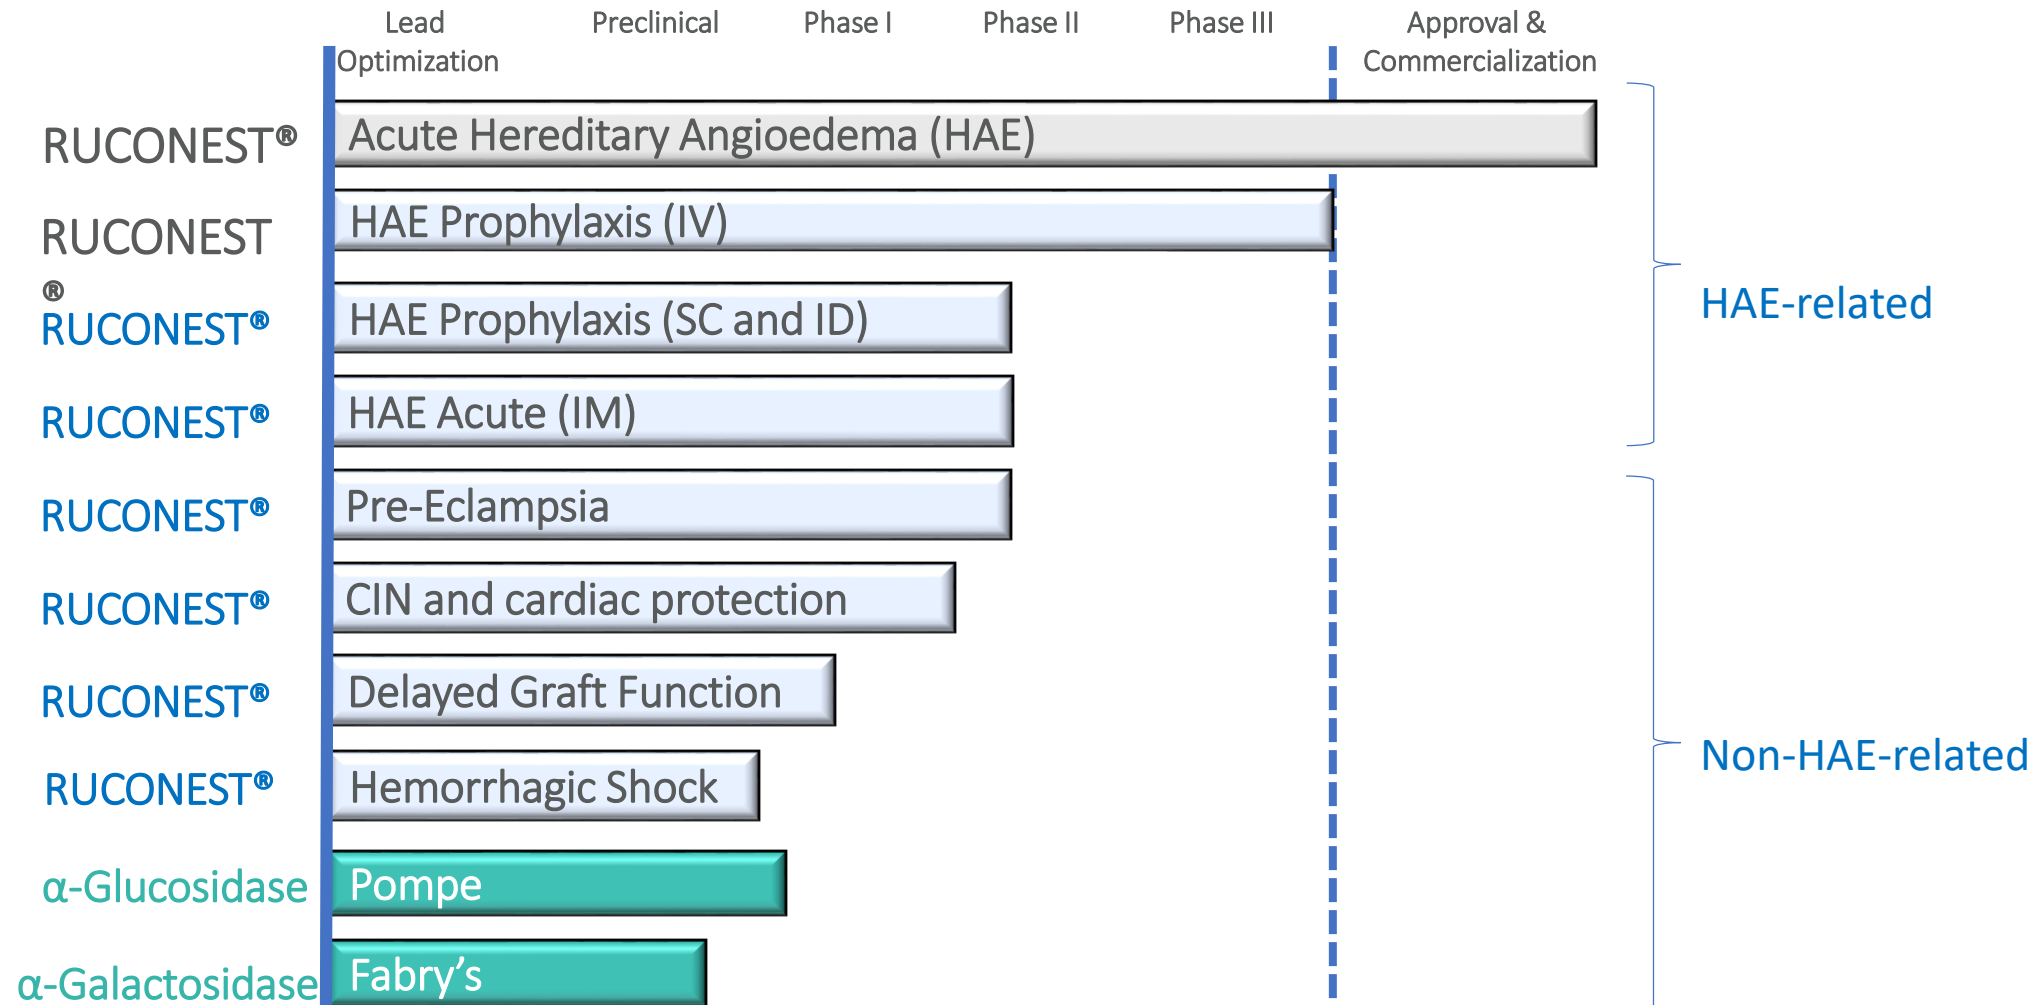 Lead
Optimization
Preclinical
Phase I
Phase II
Phase III
Approval &
Commercialization
RUCONEST®
Acute Hereditary Angioedema (HAE)
RUCONEST
®
HAE Prophylaxis (IV)
RUCONEST®
HAE Prophylaxis (SC and ID)
HAE-related
RUCONEST®
HAE Acute (IM)
RUCONEST®
Pre-Eclampsia
RUCONEST®
CIN and cardiac protection
RUCONEST®
Delayed Graft Function
Non-HAE-related
RUCONEST®
Hemorrhagic Shock
α-Glucosidase
Pompe
α-Galactosidase
Fabry’s